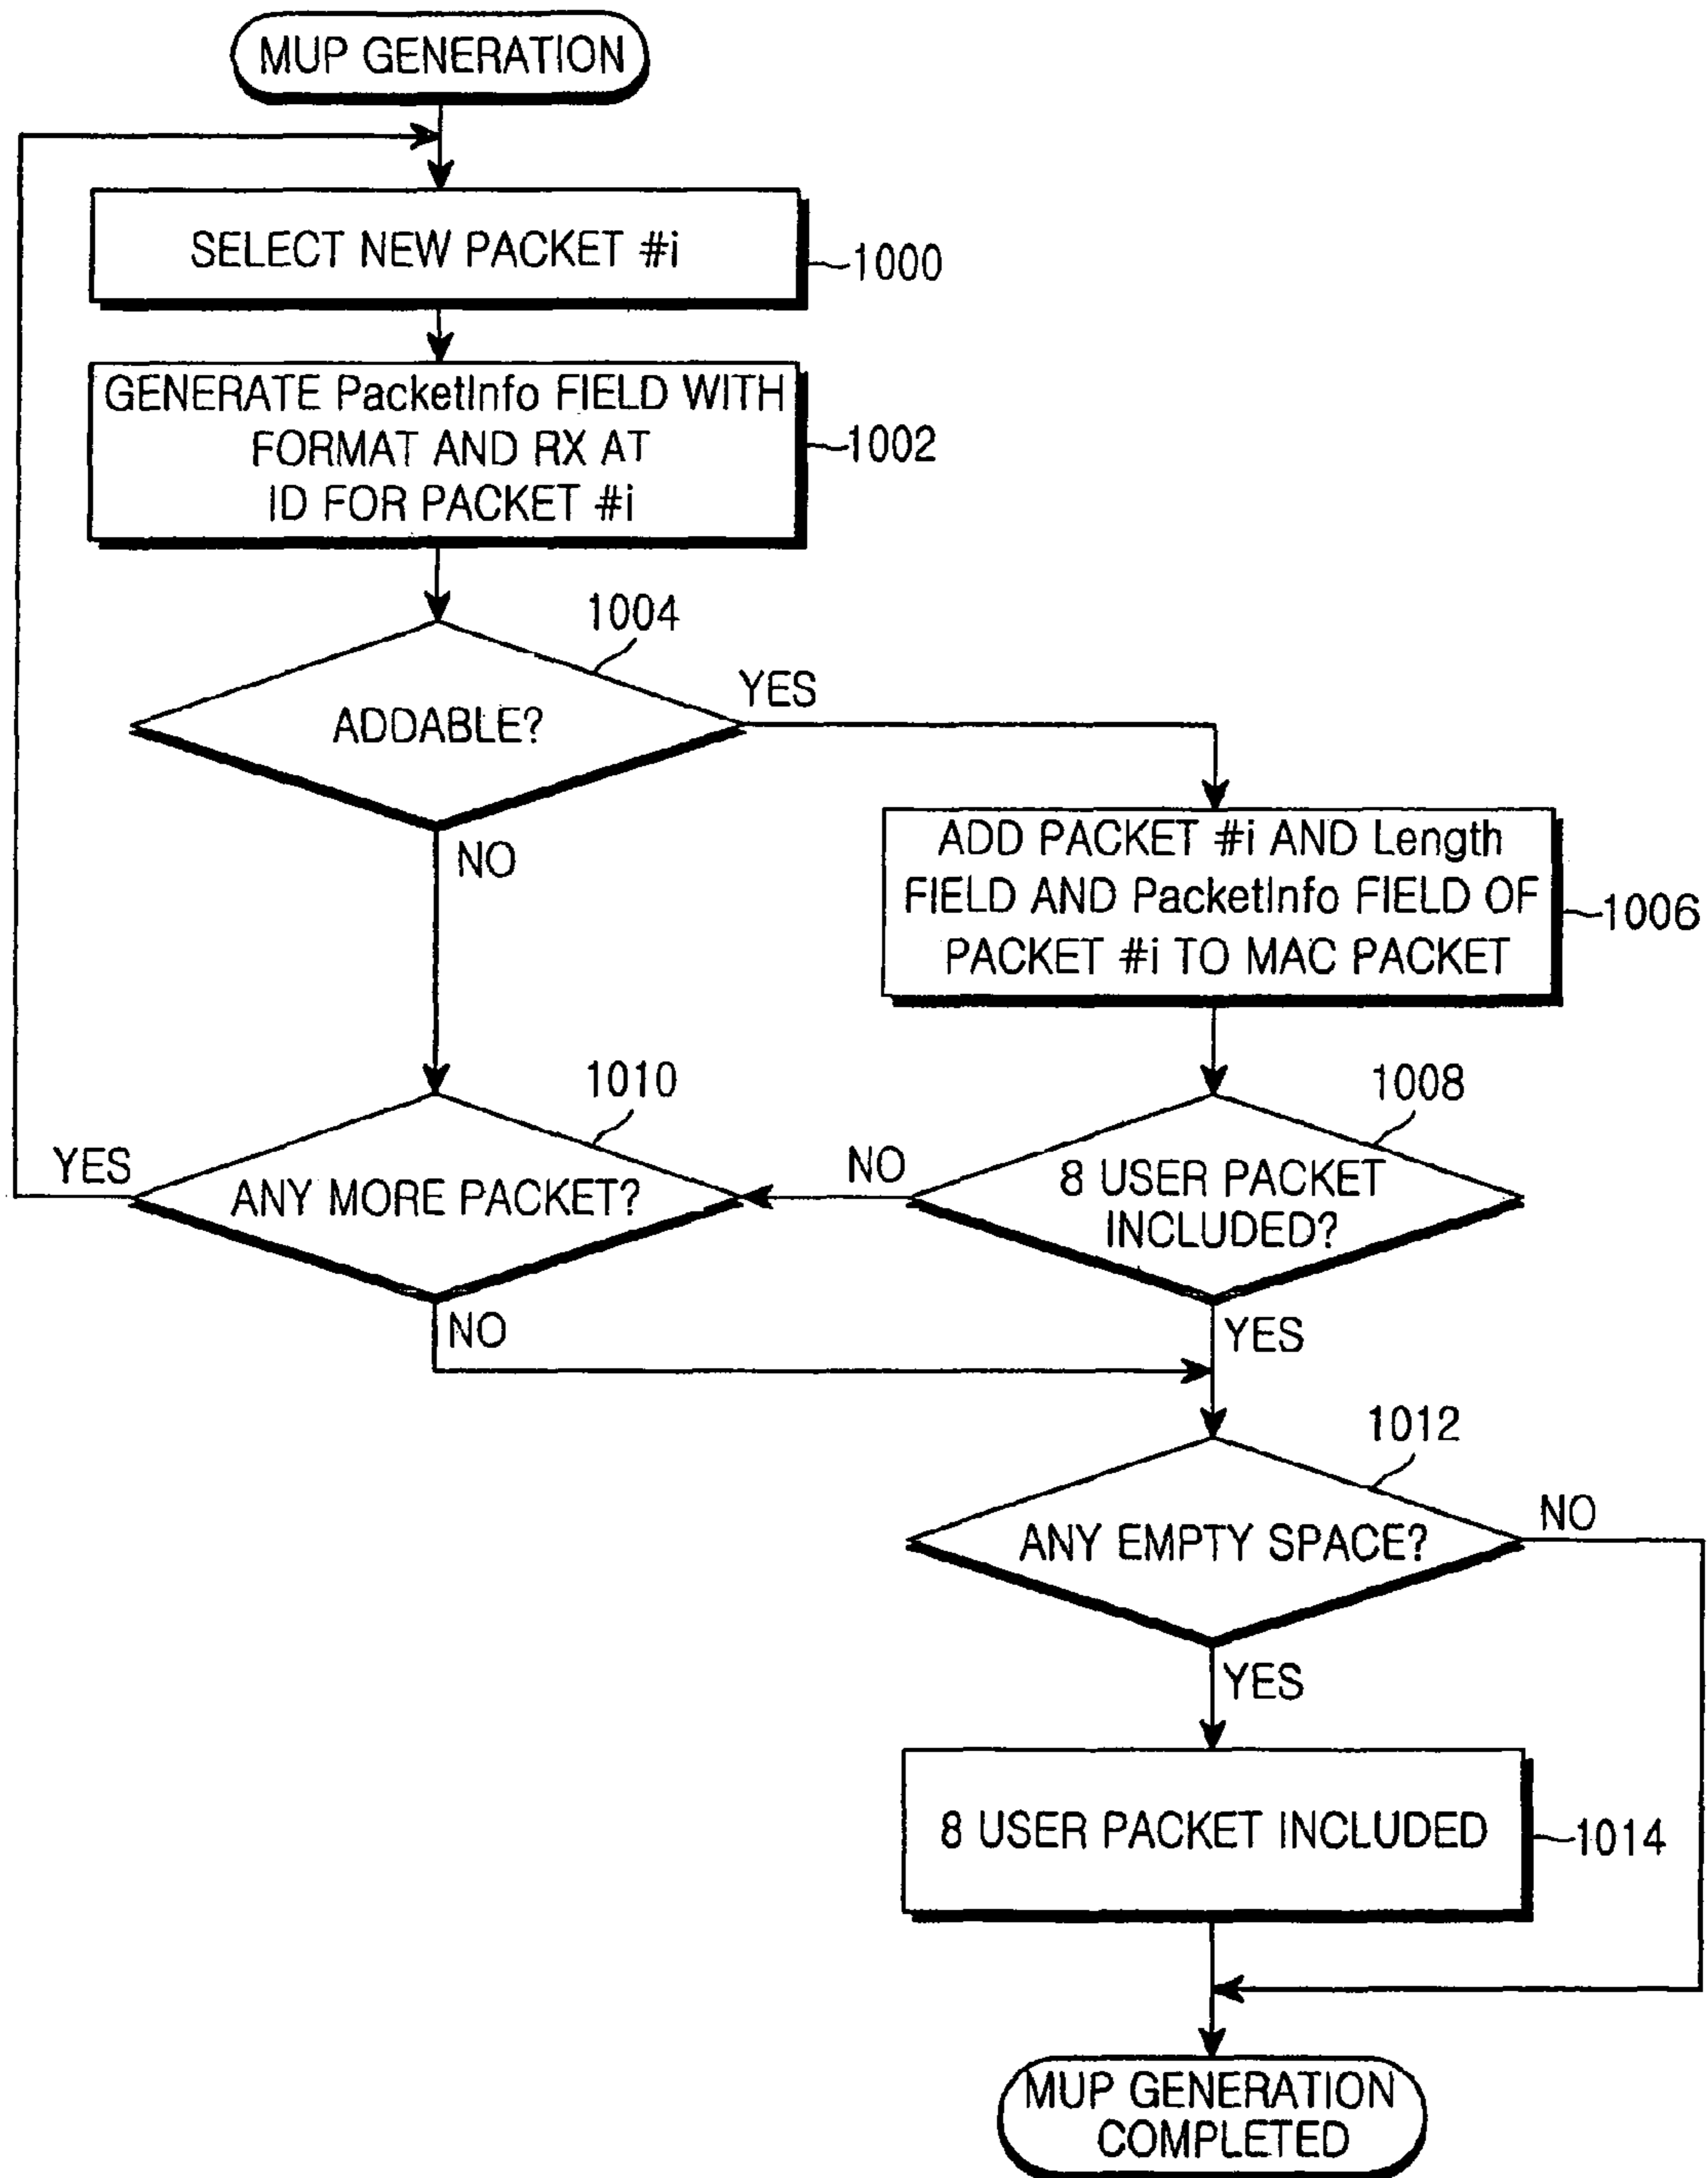 MUP GENERATION
SELECT NEW PACKET #i
1000
GENERATE PacketInfo FIELD WITH
FORMAT AND RX AT
ID FOR PACKET #i
1002
1004
ADDABLE?
YES
NO
ADD PACKET #i AND Length
FIELD AND PacketInfo FIELD OF
PACKET #i TO MAC PACKET
1006
1010
ANY MORE PACKET?
YES
NO
1008
8 USER PACKET
INCLUDED?
NO
YES
1012
ANY EMPTY SPACE?
NO
YES
8 USER PACKET INCLUDED
1014
MUP GENERATION
COMPLETED